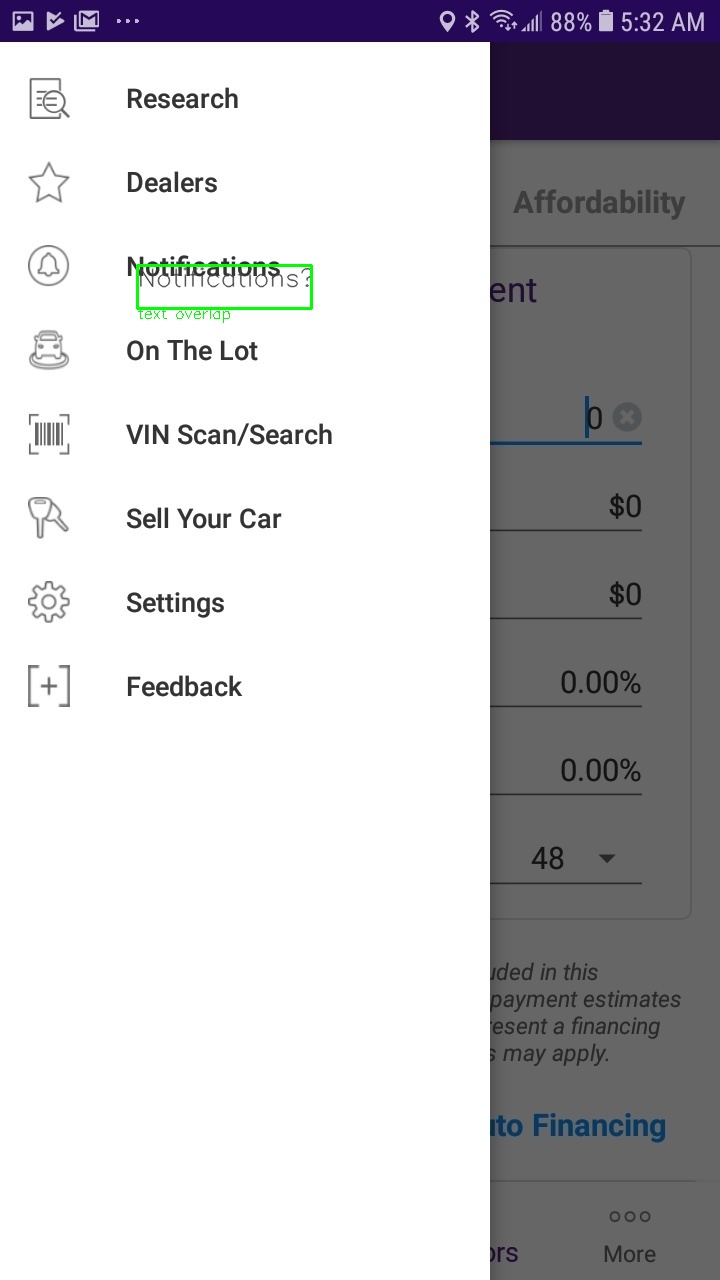 88% 5:32 AM
Research
Dealers
Affordability
Notifications
Notifications?
text overlap
ent
On The Lot
0
VIN Scan/Search
$0
Sell Your Car
$0
Settings
0.00%
Feedback
0.00%
48
uded in this
payment estimates
resent a financing
s may apply.
uto Financing
ors
More